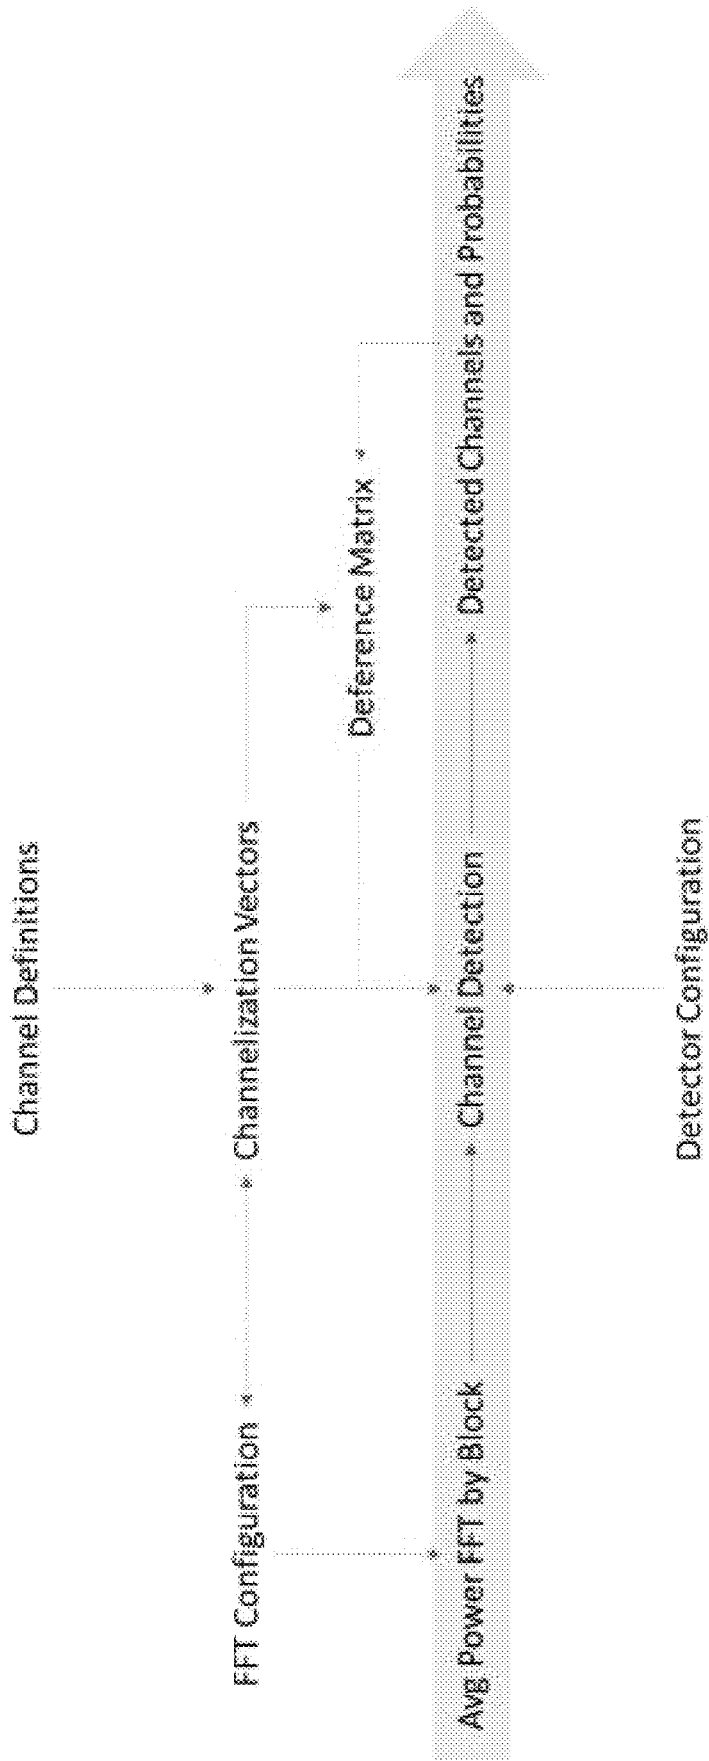 Channel Definitions
FFT Configuration
Channelization Vectors
Deference Matrix
Avg Power FFT by Block
Channel Detection
Detected Channels and Probabilities
Detector Configuration